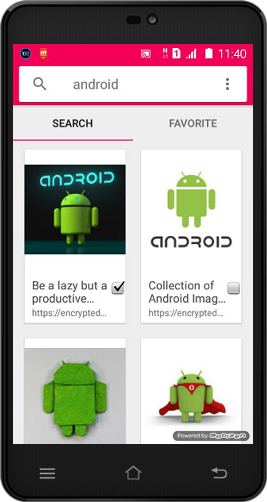 11:40
android
SEARCH
FAVORITE
ANDROID
Be a lazy but a
productive...
https://encrypted...
ANDROID
Collection of
Android Imag...
https://encrypted...
Powered by